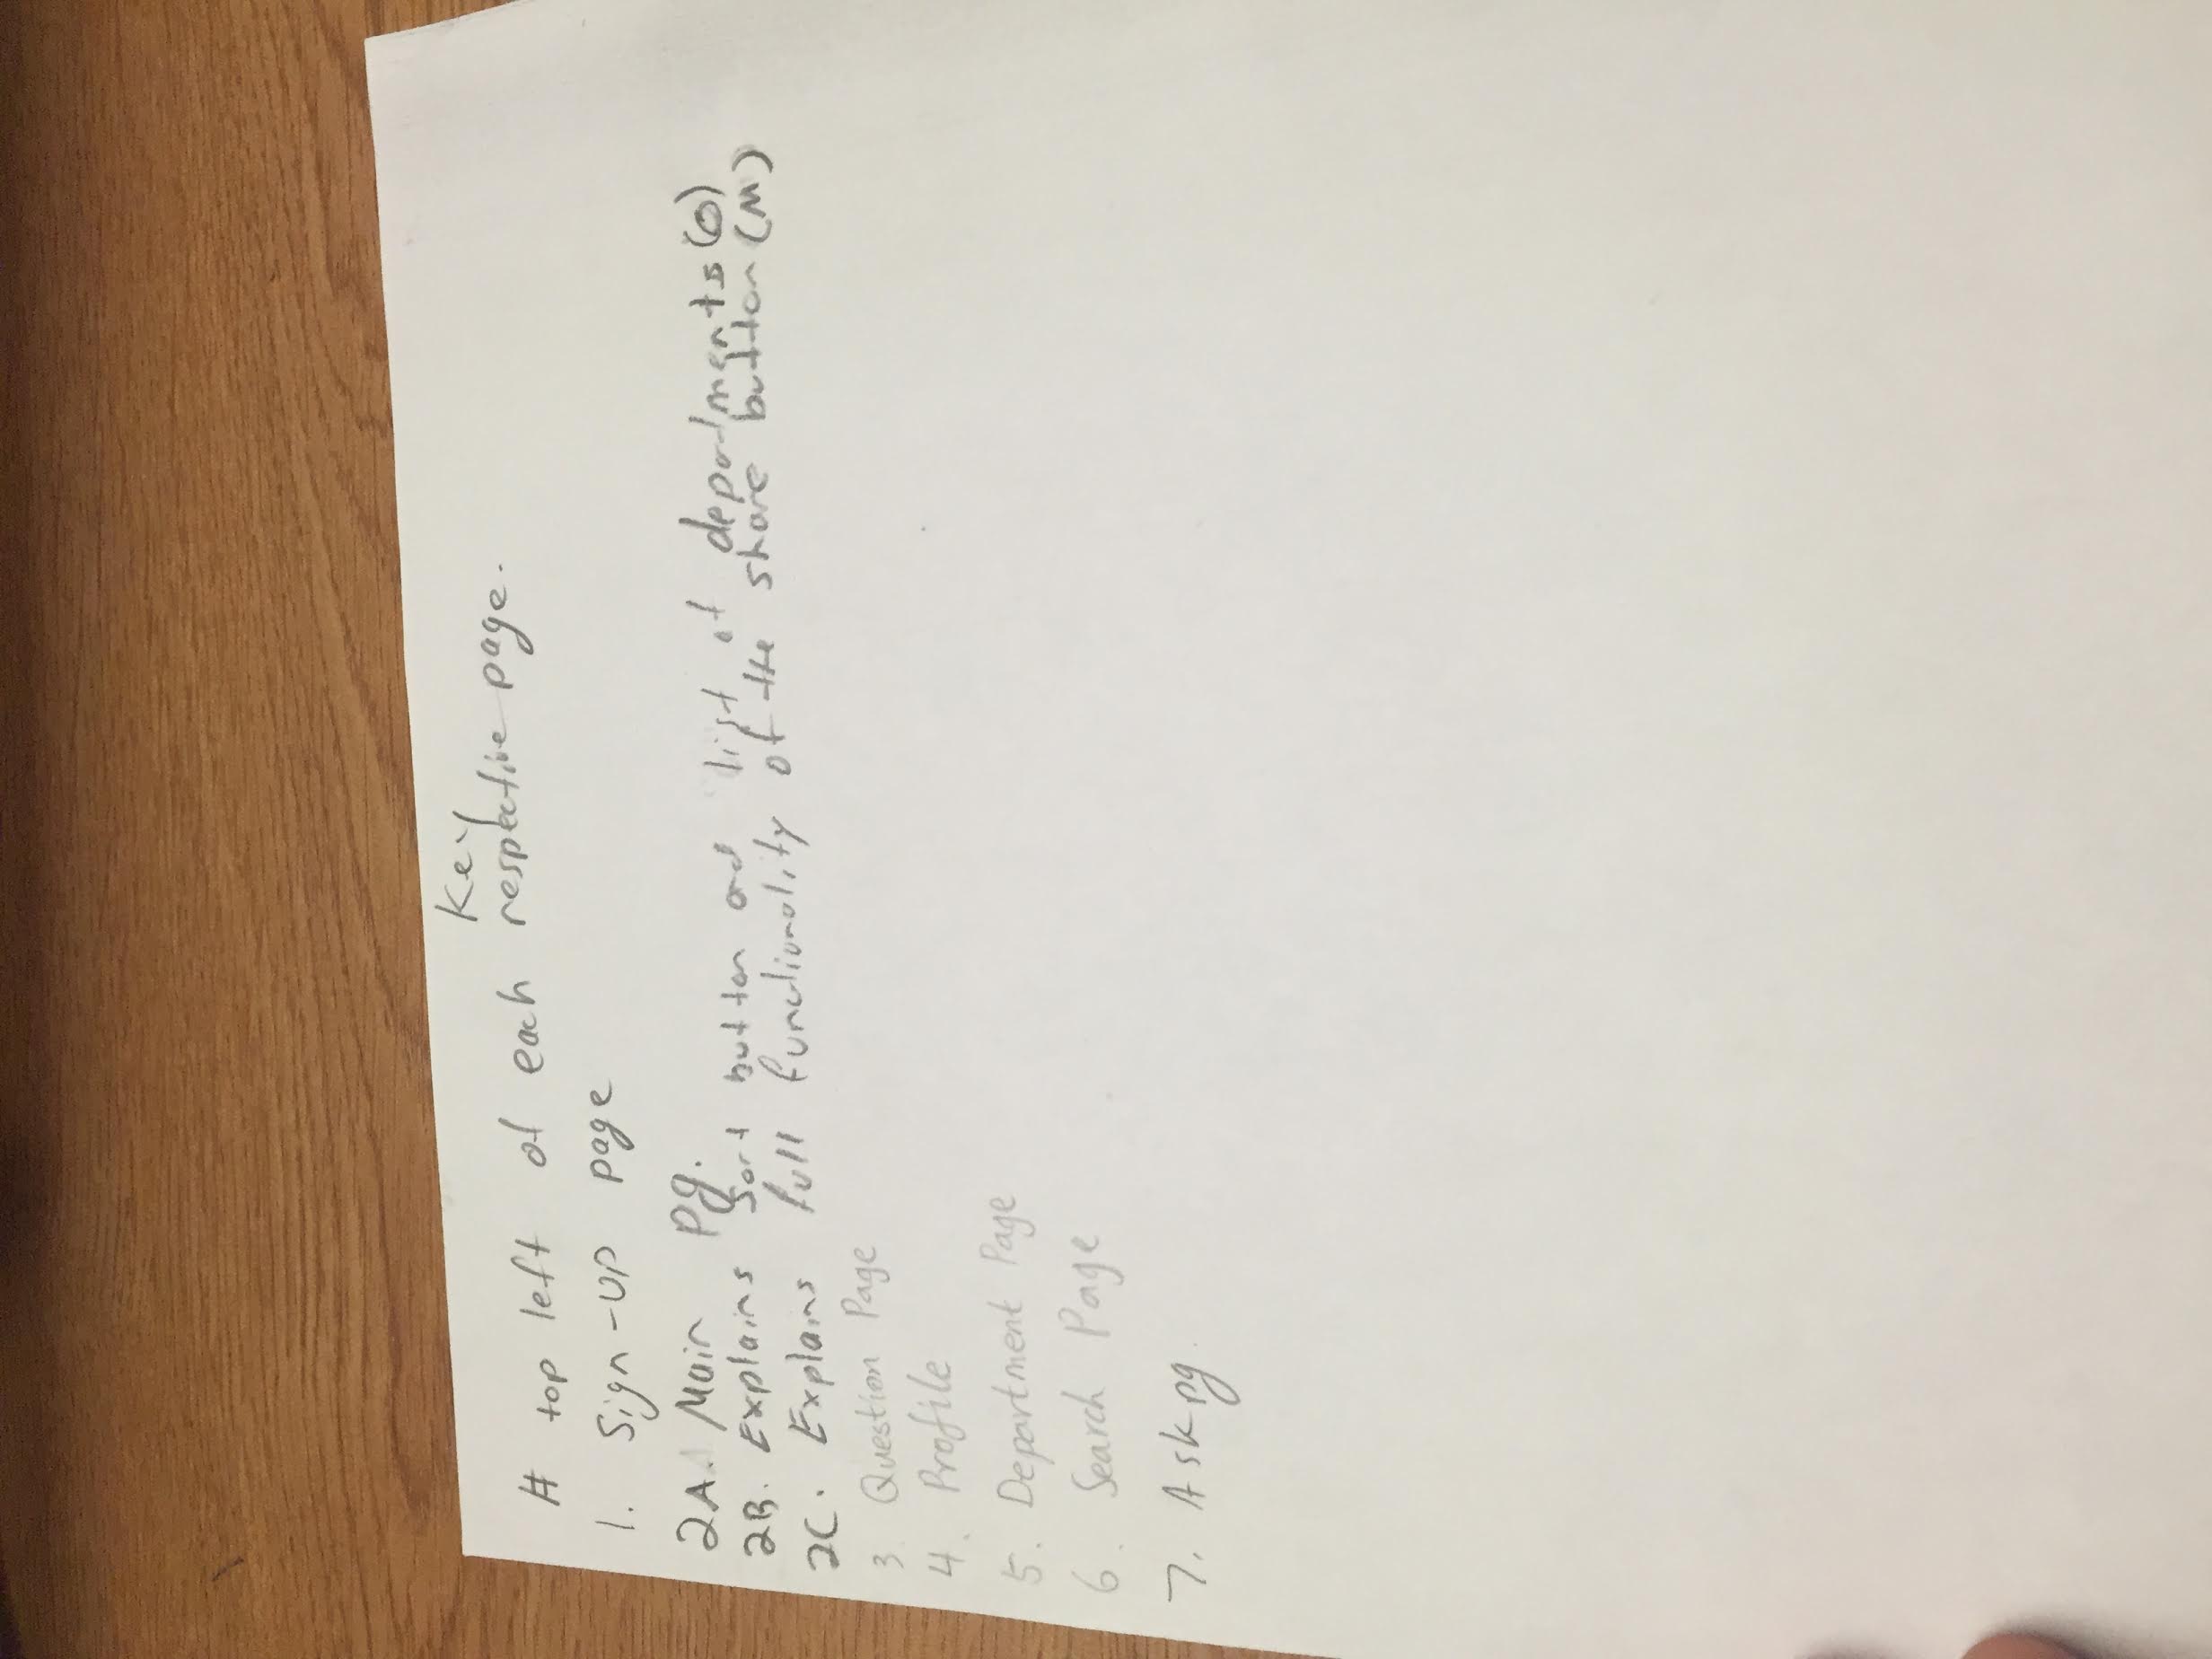 Key
At top left of each respective page.
1. Sign-up page
2A. Main pg.
2B. Explains sort button and list of departments (O)
2C. Explains full functionality of the share button (M)
3. Question Page
4. Profile
5. Department Page
6. Search Page
7. Ask pg.